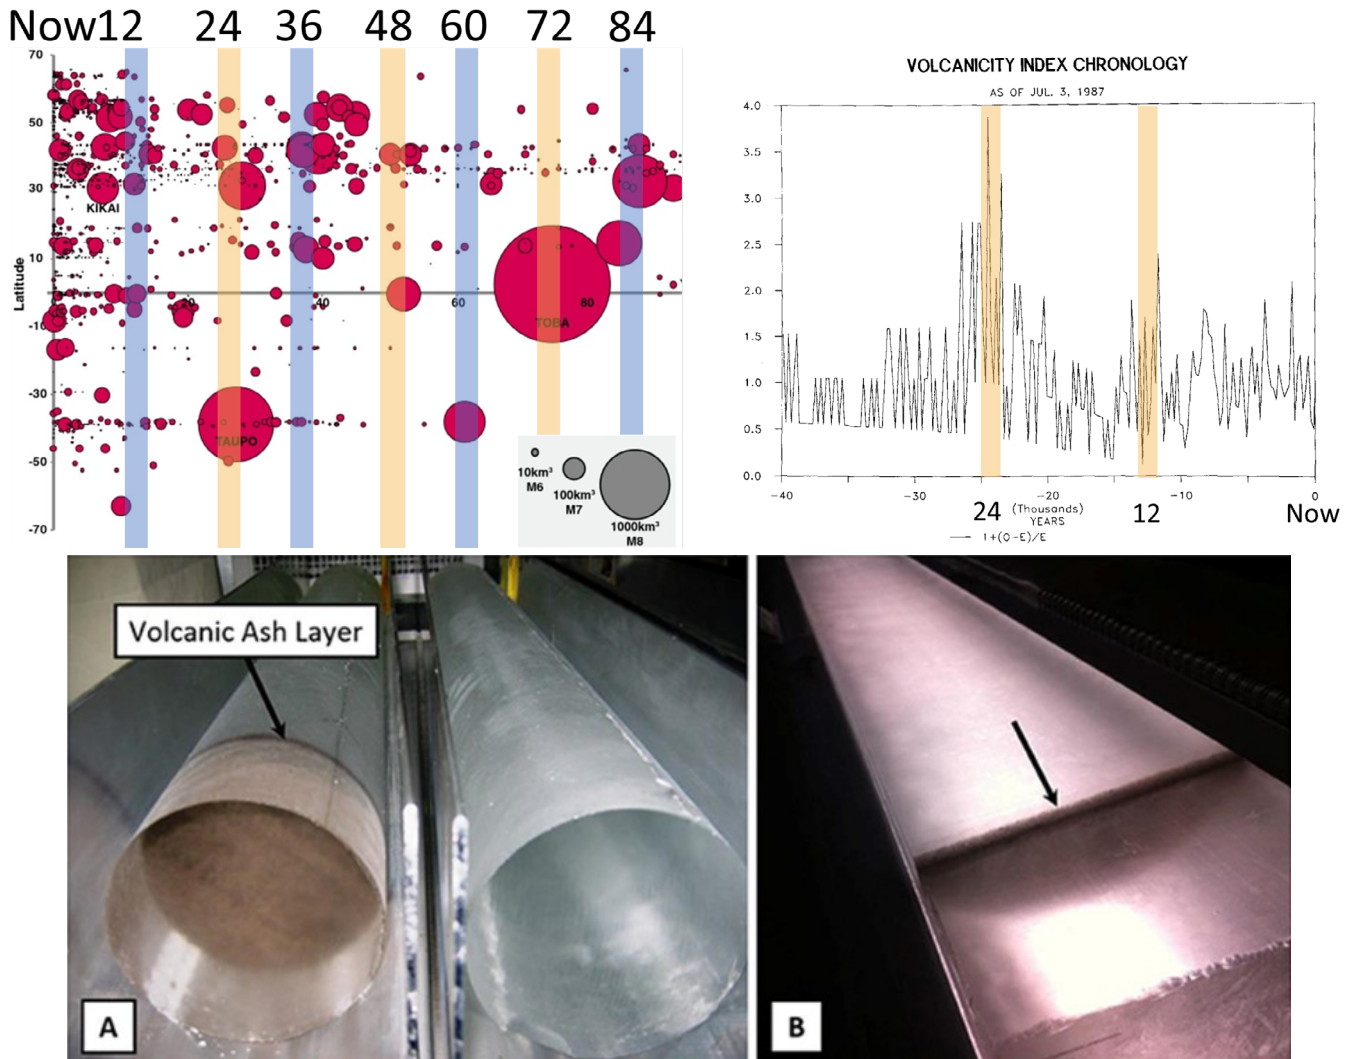 Now12 24 36 48 60 72 84
70
50
30
10
-10
-30
-50
-70
Latitude
KIKAI
20
40
60
80
TOBA
TAUPO
10km³
M6
100km³
M7
1000km³
M8
VOLCANICITY INDEX CHRONOLOGY
AS OF JUL. 3, 1987
4.0
3.5
3.0
2.5
2.0
1.5
1.0
0.5
0.0
−40
−30
−20
−10
0
24
(Thousands)
YEARS
12
Now
1+(O-E)/E
Volcanic Ash Layer
A
B